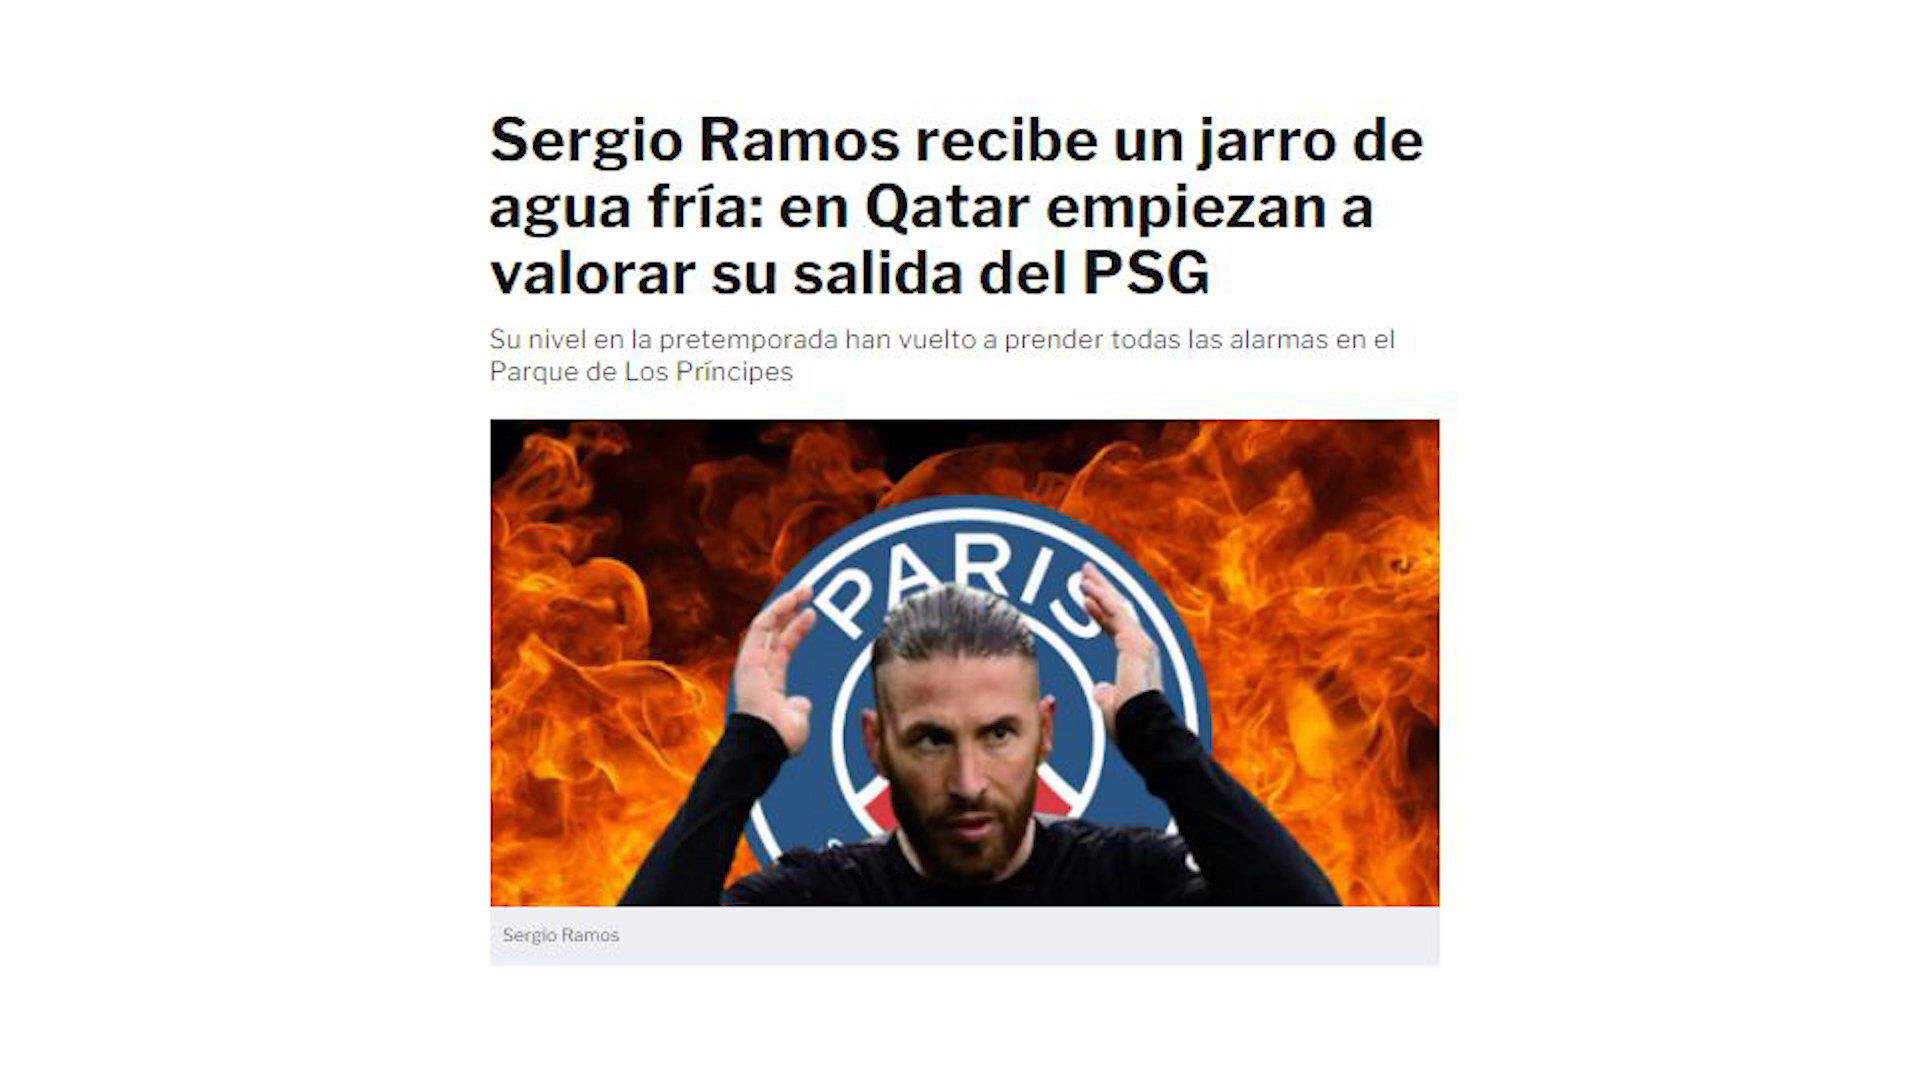 Sergio Ramos recibe un jarro de
agua fría: en Qatar empiezan a
valorar su salida del PSG
Su nivel en la pretemporada han vuelto a prender todas las alarmas en el
Parque de Los Príncipes
PARIS
Sergio Ramos